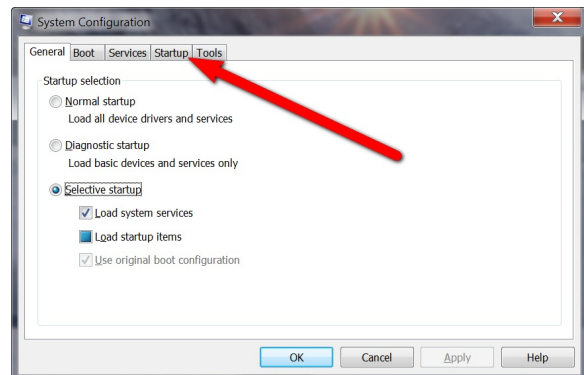 System Configuration
General Boot Services Startup Tools
Startup selection
Normal startup
Load all device drivers and services
Diagnostic startup
Load basic devices and services only
Selective startup
Load system services
Load startup items
Use original boot configuration
OK Cancel Apply Help